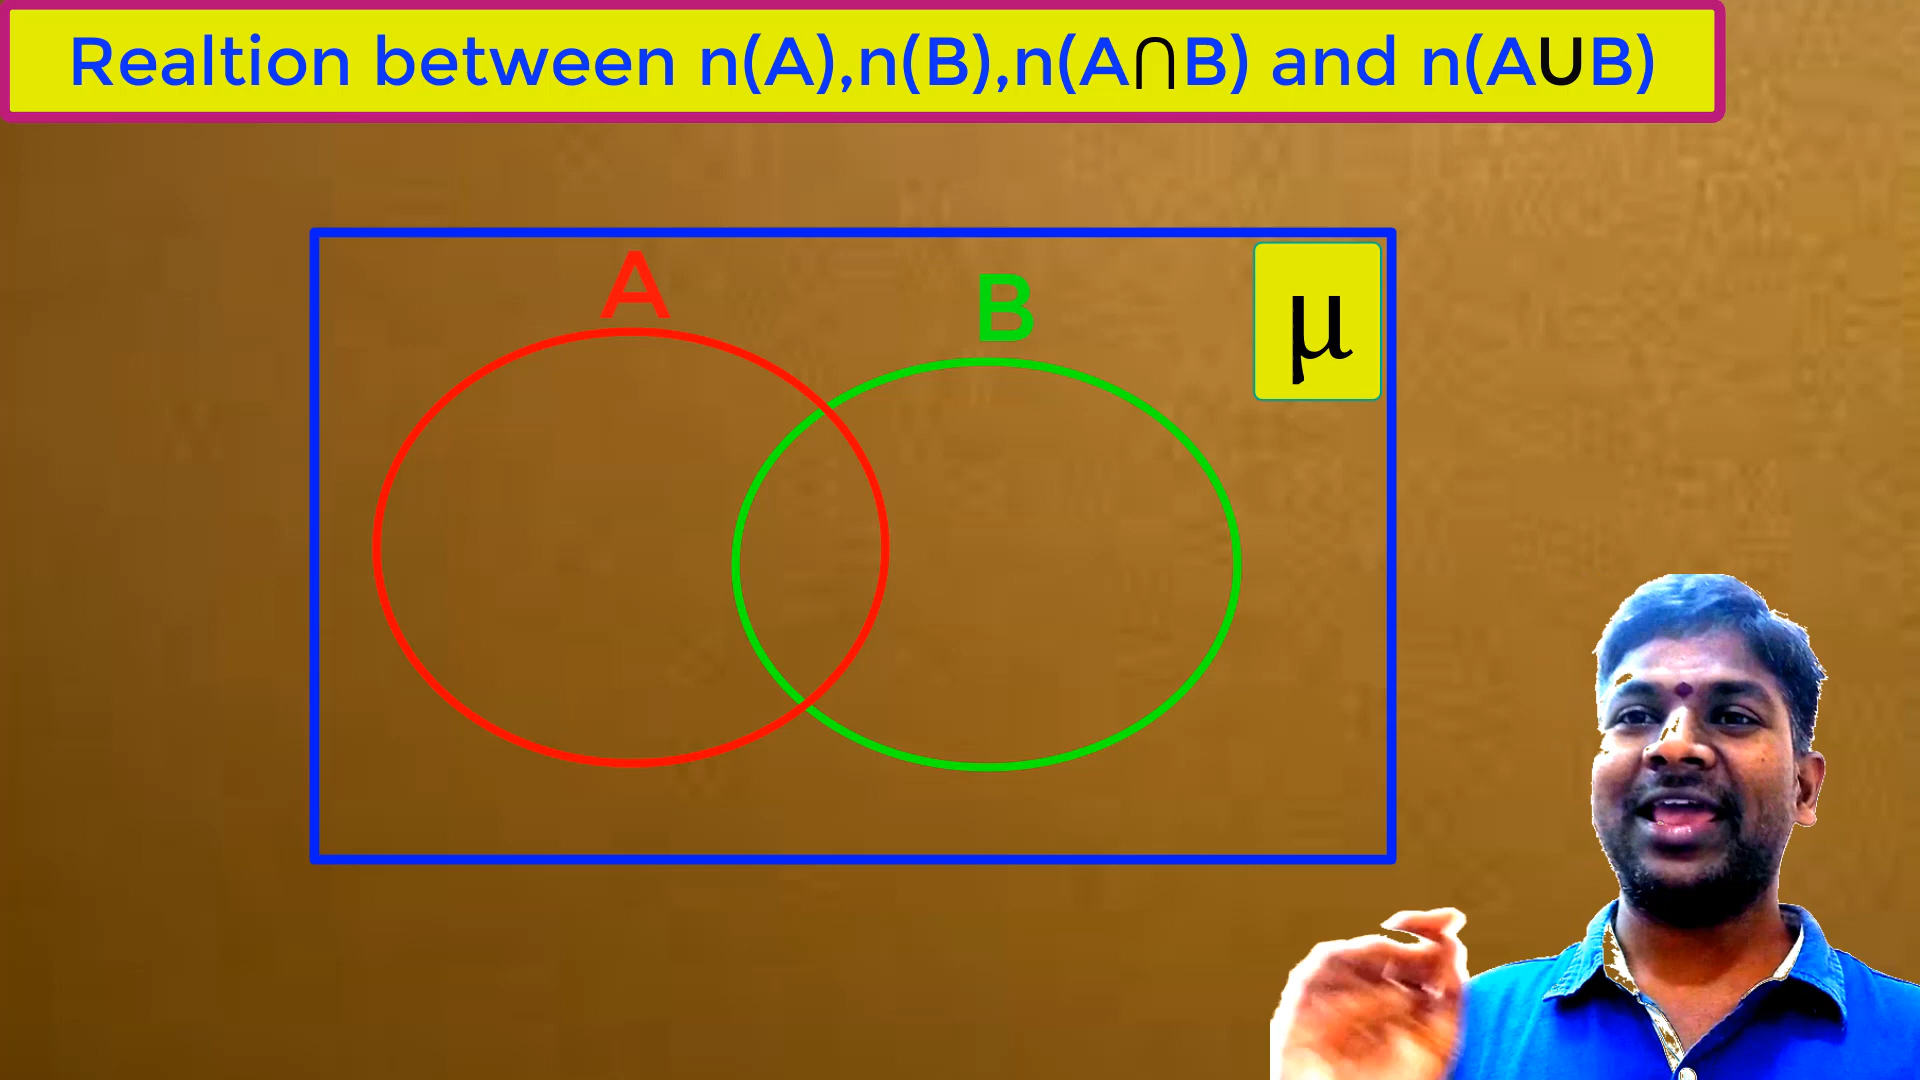 Realtion between n(A),n(B),n(A⋂B) and n(A∪B)
A
B
μ